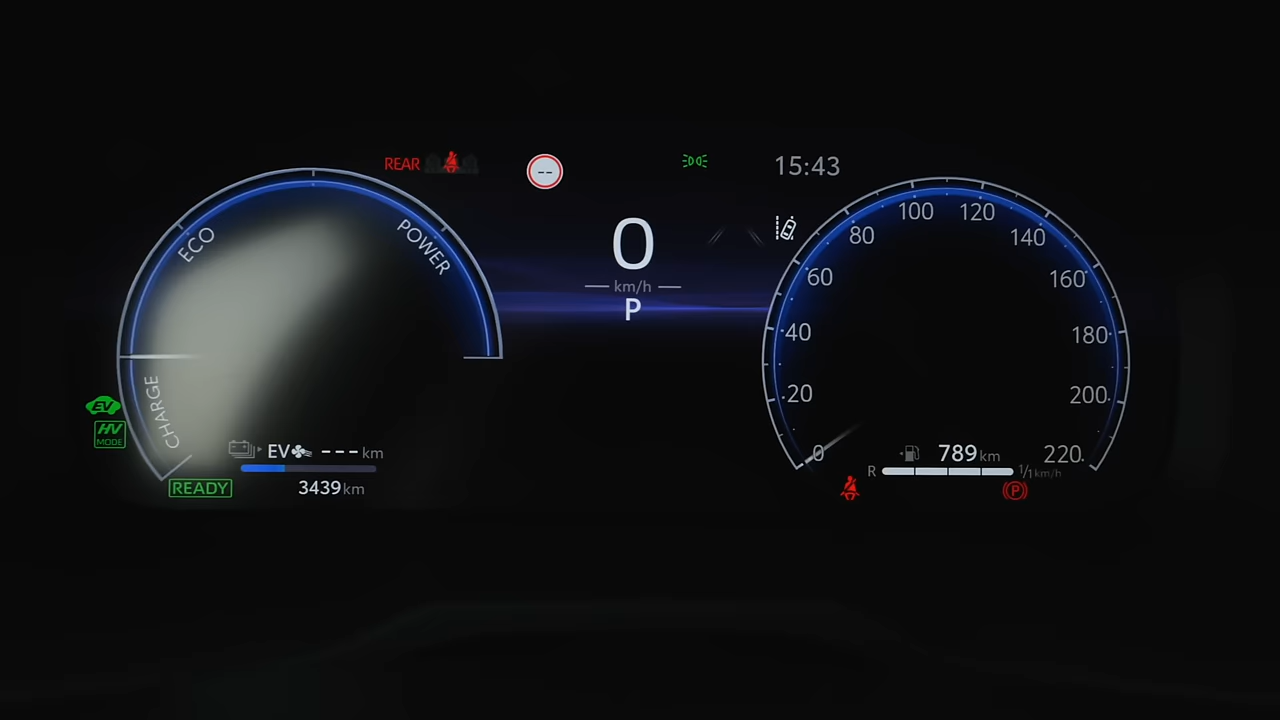 REAR
--
15:43
0
km/h
P
ECO
POWER
CHARGE
EV
HV
MODE
EV --- km
READY
3439 km
0
20
40
60
80
100
120
140
160
180
200
220
789 km
R
1/1
km/h
P